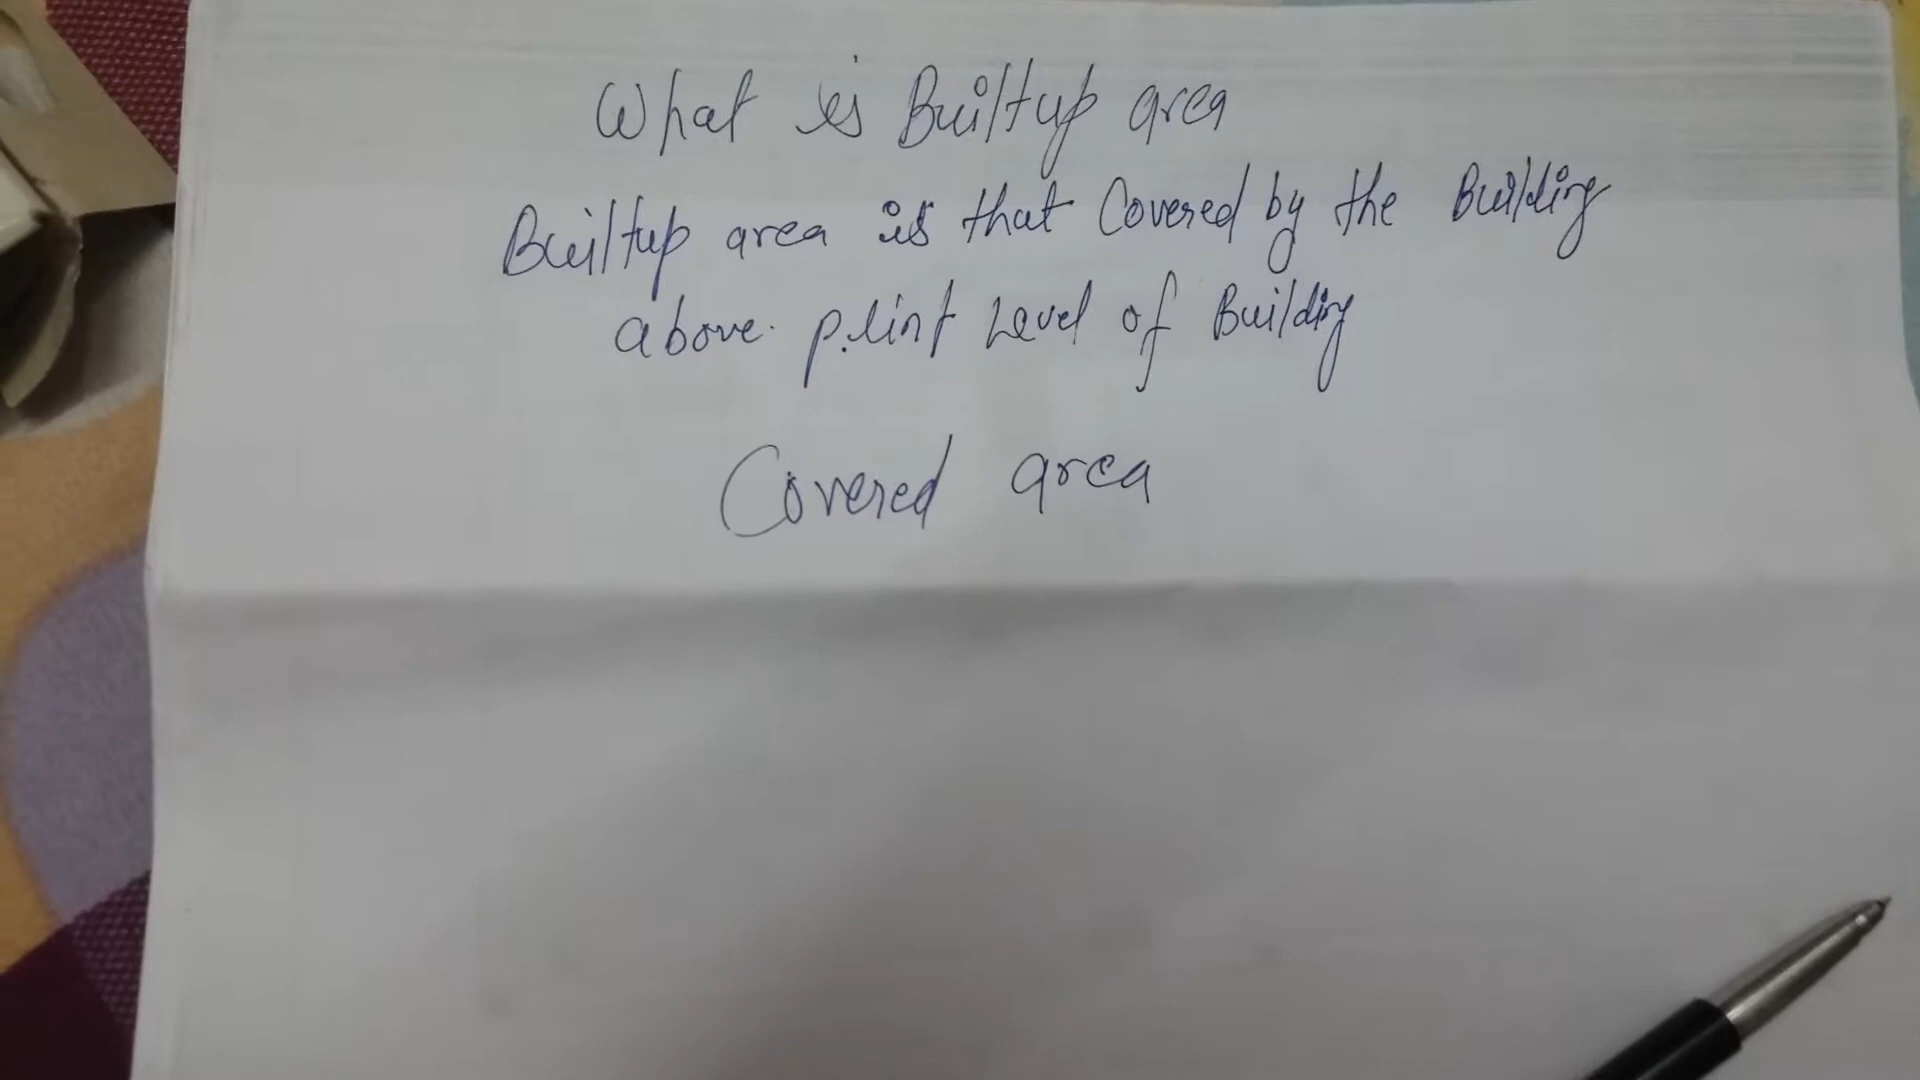 What is Builtup area
Builtup area is that Covered by the Building
above plint Level of Building
Covered area